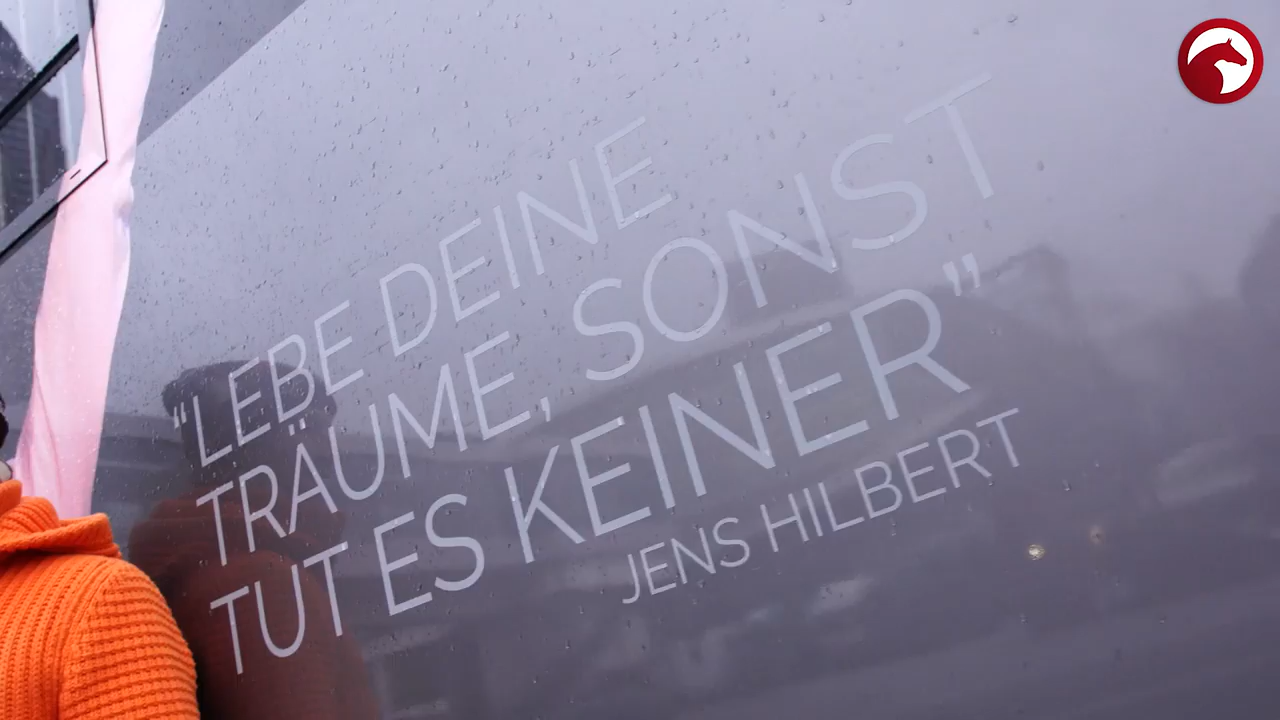 “LEBE DEINE
TRÄUME, SONST
TUT ES KEINER”
JENS HILBERT